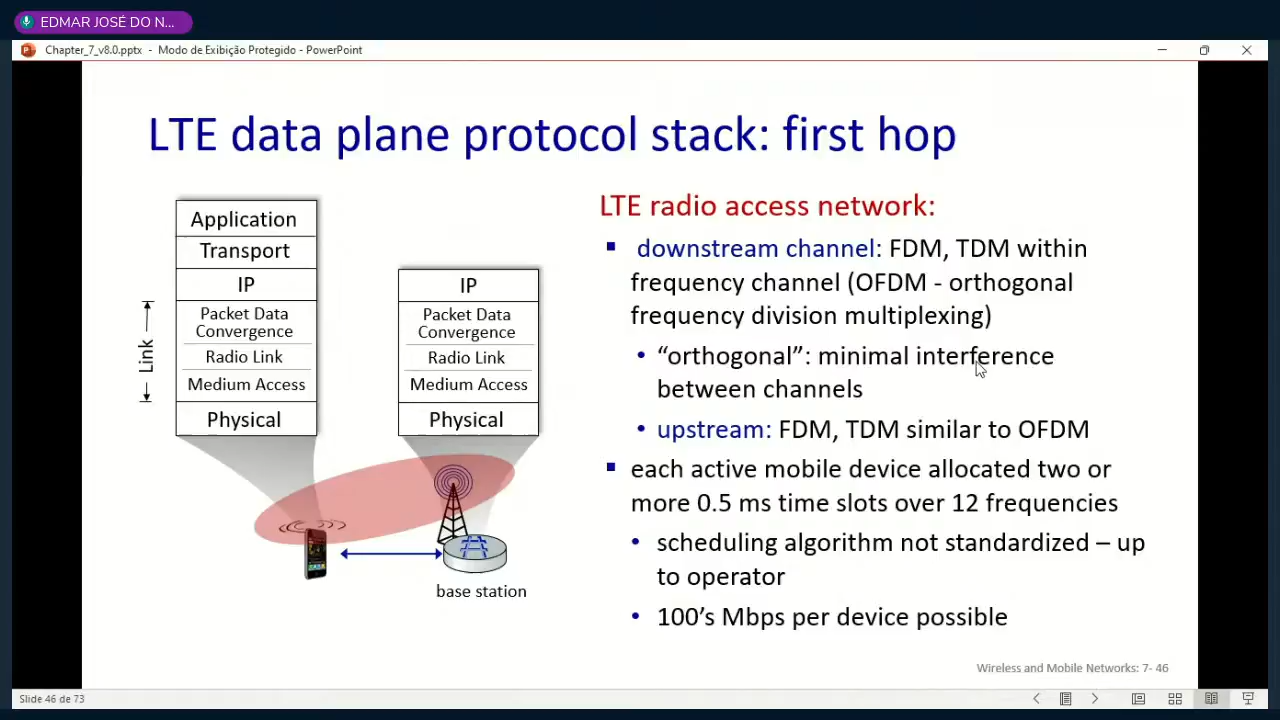 EDMAR JOSÉ DO N...
Chapter_7_v8.0.pptx - Modo de Exibição Protegido - PowerPoint
LTE data plane protocol stack: first hop
Application
Transport
IP
Packet Data
Convergence
Radio Link
Medium Access
Physical
Link
IP
Packet Data
Convergence
Radio Link
Medium Access
Physical
base station
LTE radio access network:
▪ downstream channel: FDM, TDM within
frequency channel (OFDM - orthogonal
frequency division multiplexing)
• “orthogonal”: minimal interference
between channels
• upstream: FDM, TDM similar to OFDM
▪ each active mobile device allocated two or
more 0.5 ms time slots over 12 frequencies
• scheduling algorithm not standardized – up
to operator
• 100’s Mbps per device possible
Wireless and Mobile Networks: 7- 46
Slide 46 de 73